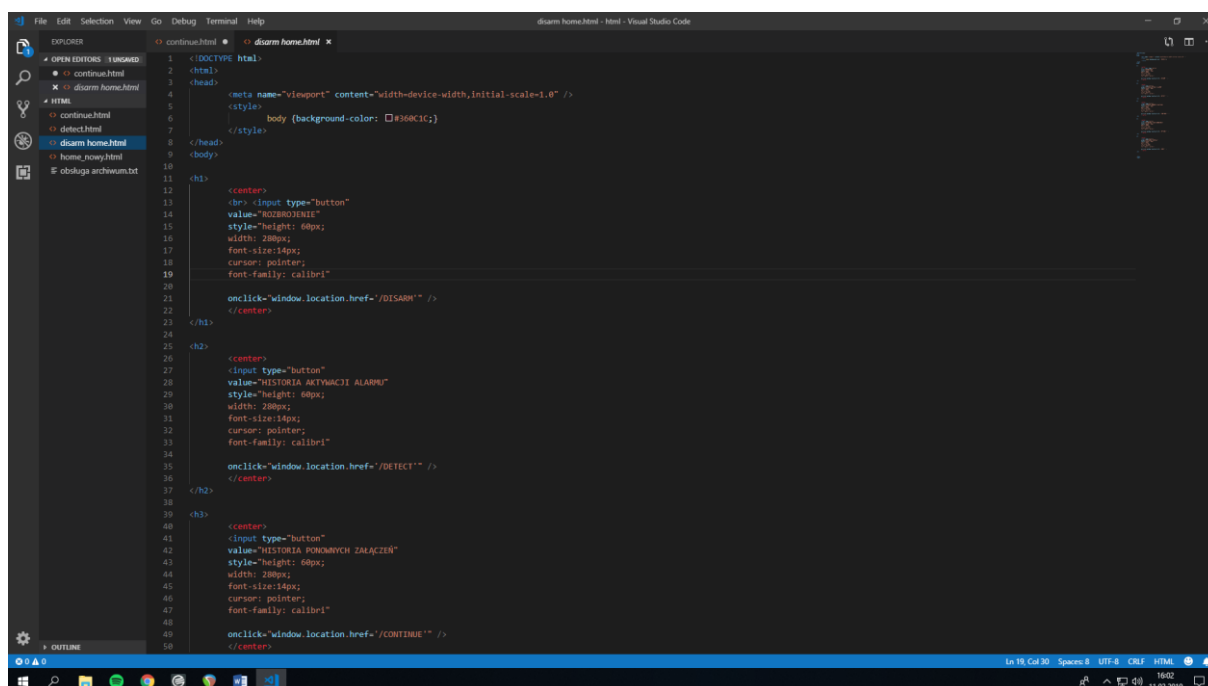 File Edit Selection View Go Debug Terminal Help
disarm home.html - html - Visual Studio Code
EXPLORER
OPEN EDITORS 1 UNSAVED
continue.html
disarm home.html
HTML
continue.html
detect.html
disarm home.html
home_nowy.html
obsługa archiwum.txt
OUTLINE
continue.html disarm home.html
1 <!DOCTYPE html>
2 <html>
3 <head>
4 <meta name="viewport" content="width=device-width,initial-scale=1.0" />
5 <style>
6 body {background-color: #360C1C;}
7 </style>
8 </head>
9 <body>
10
11 <h1>
12 <center>
13 <br> <input type="button"
14 value="ROZBROJENIE"
15 style="height: 60px;
16 width: 280px;
17 font-size:14px;
18 cursor: pointer;
19 font-family: calibri"
20
21 onclick="window.location.href='/DISARM'" />
22 </center>
23 </h1>
24
25 <h2>
26 <center>
27 <input type="button"
28 value="HISTORIA AKTYWACJI ALARMU"
29 style="height: 60px;
30 width: 280px;
31 font-size:14px;
32 cursor: pointer;
33 font-family: calibri"
34
35 onclick="window.location.href='/DETECT'" />
36 </center>
37 </h2>
38
39 <h3>
40 <center>
41 <input type="button"
42 value="HISTORIA PONOWNYCH ZAŁĄCZEŃ"
43 style="height: 60px;
44 width: 280px;
45 font-size:14px;
46 cursor: pointer;
47 font-family: calibri"
48
49 onclick="window.location.href='/CONTINUE'" />
50 </center>
0 0
Ln 19, Col 30 Spaces: 8 UTF-8 CRLF HTML
16:02